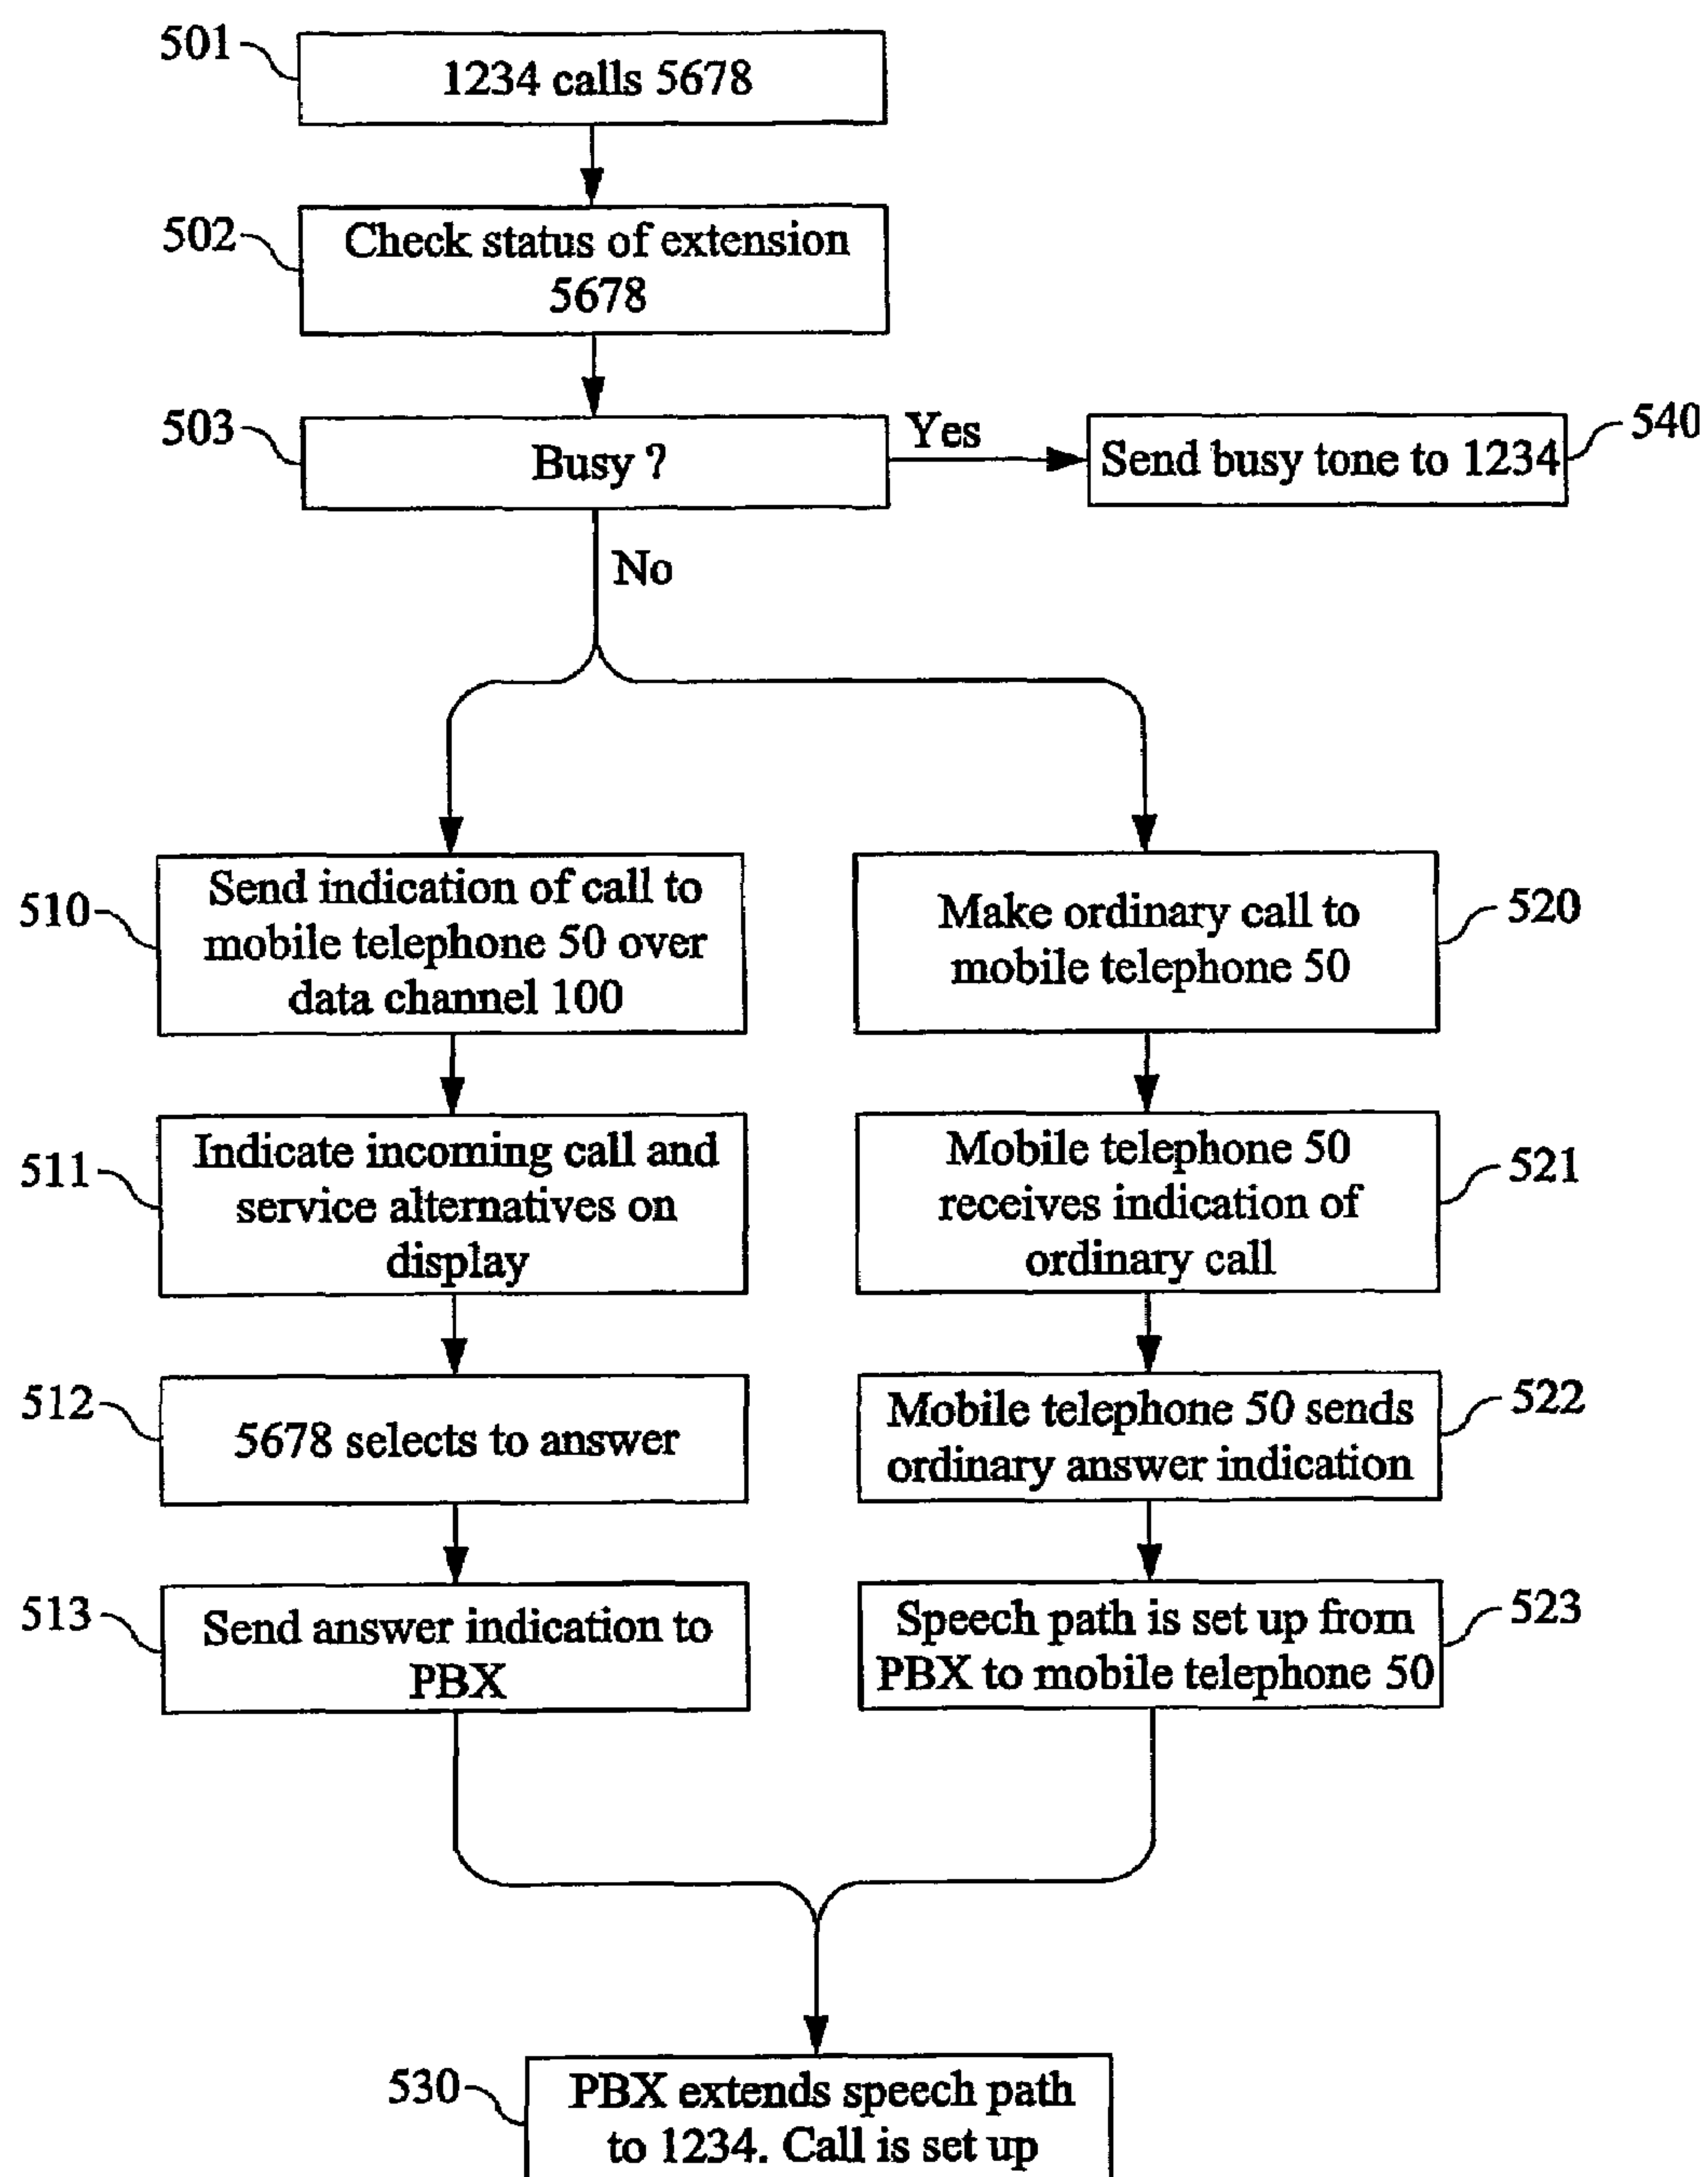 501
1234 calls 5678
502
Check status of extension
5678
503
Busy ?
Yes
Send busy tone to 1234
540
No
510
Send indication of call to
mobile telephone 50 over
data channel 100
Make ordinary call to
mobile telephone 50
520
511
Indicate incoming call and
service alternatives on
display
Mobile telephone 50
receives indication of
ordinary call
521
512
5678 selects to answer
Mobile telephone 50 sends
ordinary answer indication
522
513
Send answer indication to
PBX
Speech path is set up from
PBX to mobile telephone 50
523
530
PBX extends speech path
to 1234. Call is set up